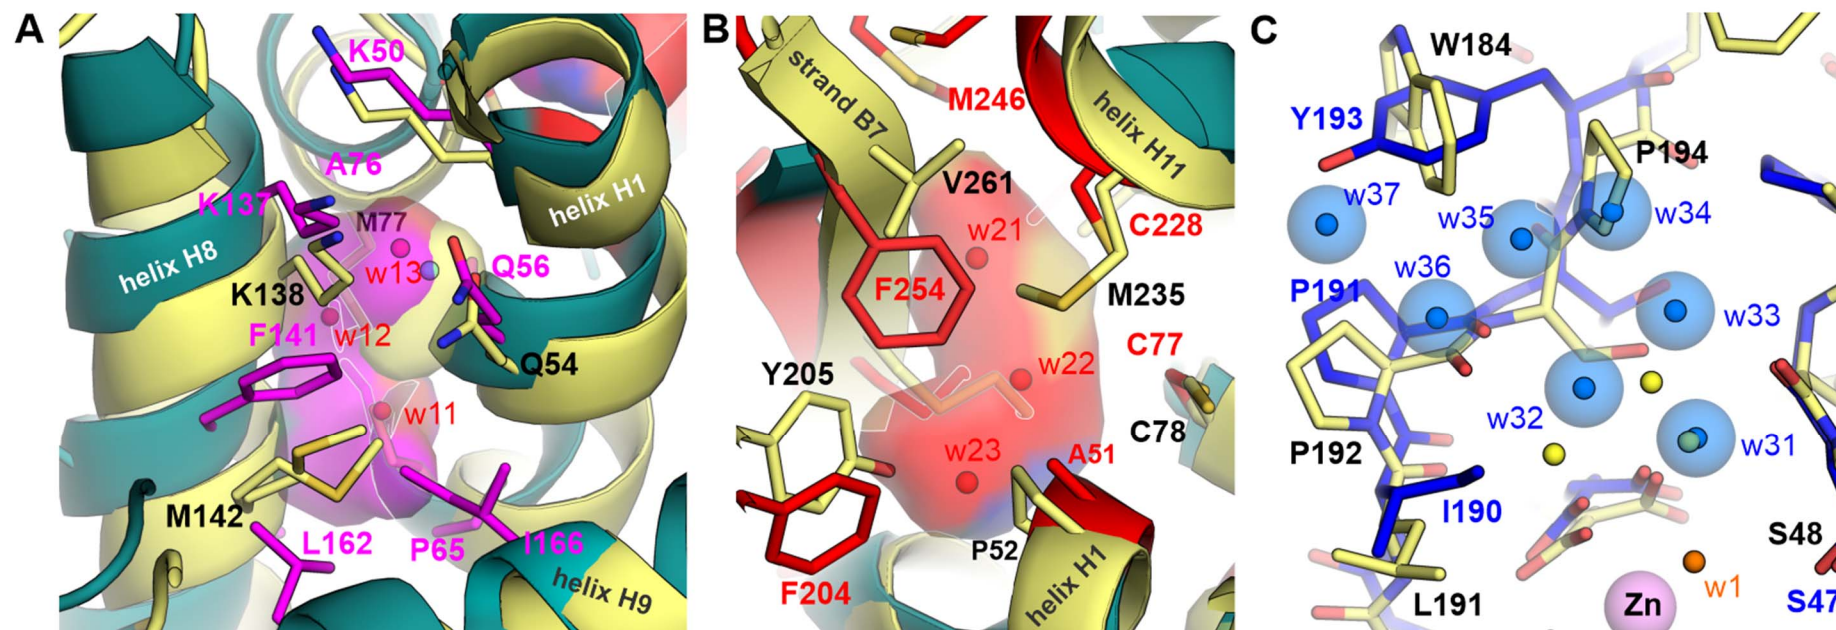 A
K50
A76
helix H1
K137
M77
helix H8
w13
Q56
K138
F141
w12
Q54
w11
M142
L162
P65
I166
helix H9
B
strand B7
M246
helix H11
V261
w21
C228
F254
M235
C77
w22
Y205
C78
w23
A51
P52
F204
helix H1
C
W184
Y193
P194
w37
w35
w34
w36
P191
w33
w32
w31
P192
I190
S48
w1
L191
Zn
S47